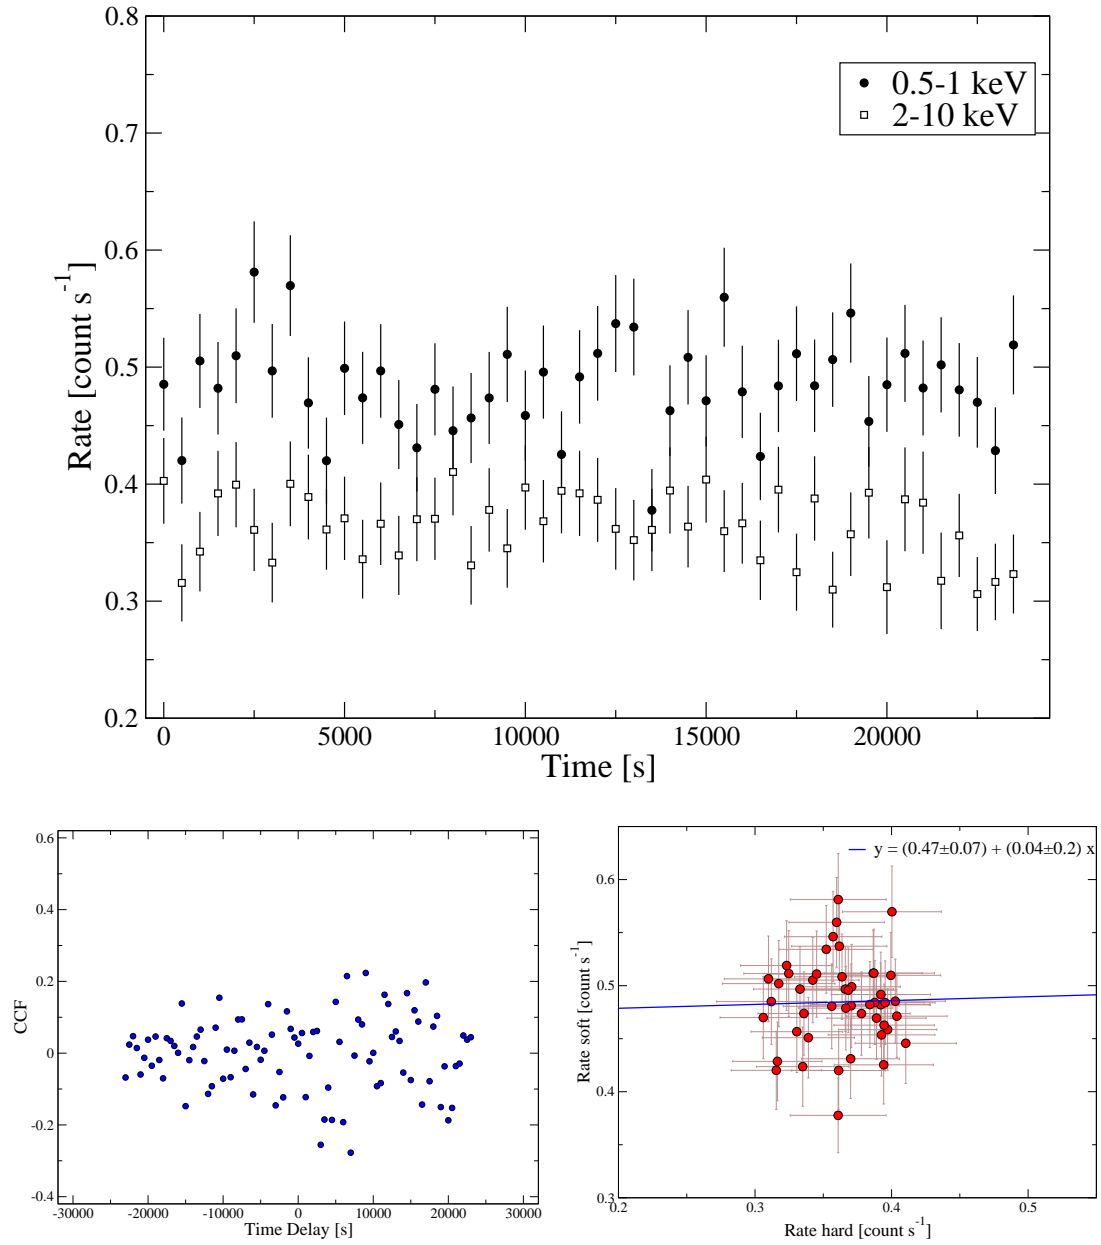 0.8
0.7
0.6
0.5
0.4
0.3
0.2
Rate [count s⁻¹]
0.5-1 keV
2-10 keV
0 5000 10000 15000 20000
Time [s]
0.6
0.4
0.2
0
-0.2
-0.4
CCF
-30000 -20000 -10000 0 10000 20000 30000
Time Delay [s]
y = (0.47±0.07) + (0.04±0.2) x
0.6
0.5
0.4
0.3
Rate soft [count s⁻¹]
0.2 0.3 0.4 0.5
Rate hard [count s⁻¹]